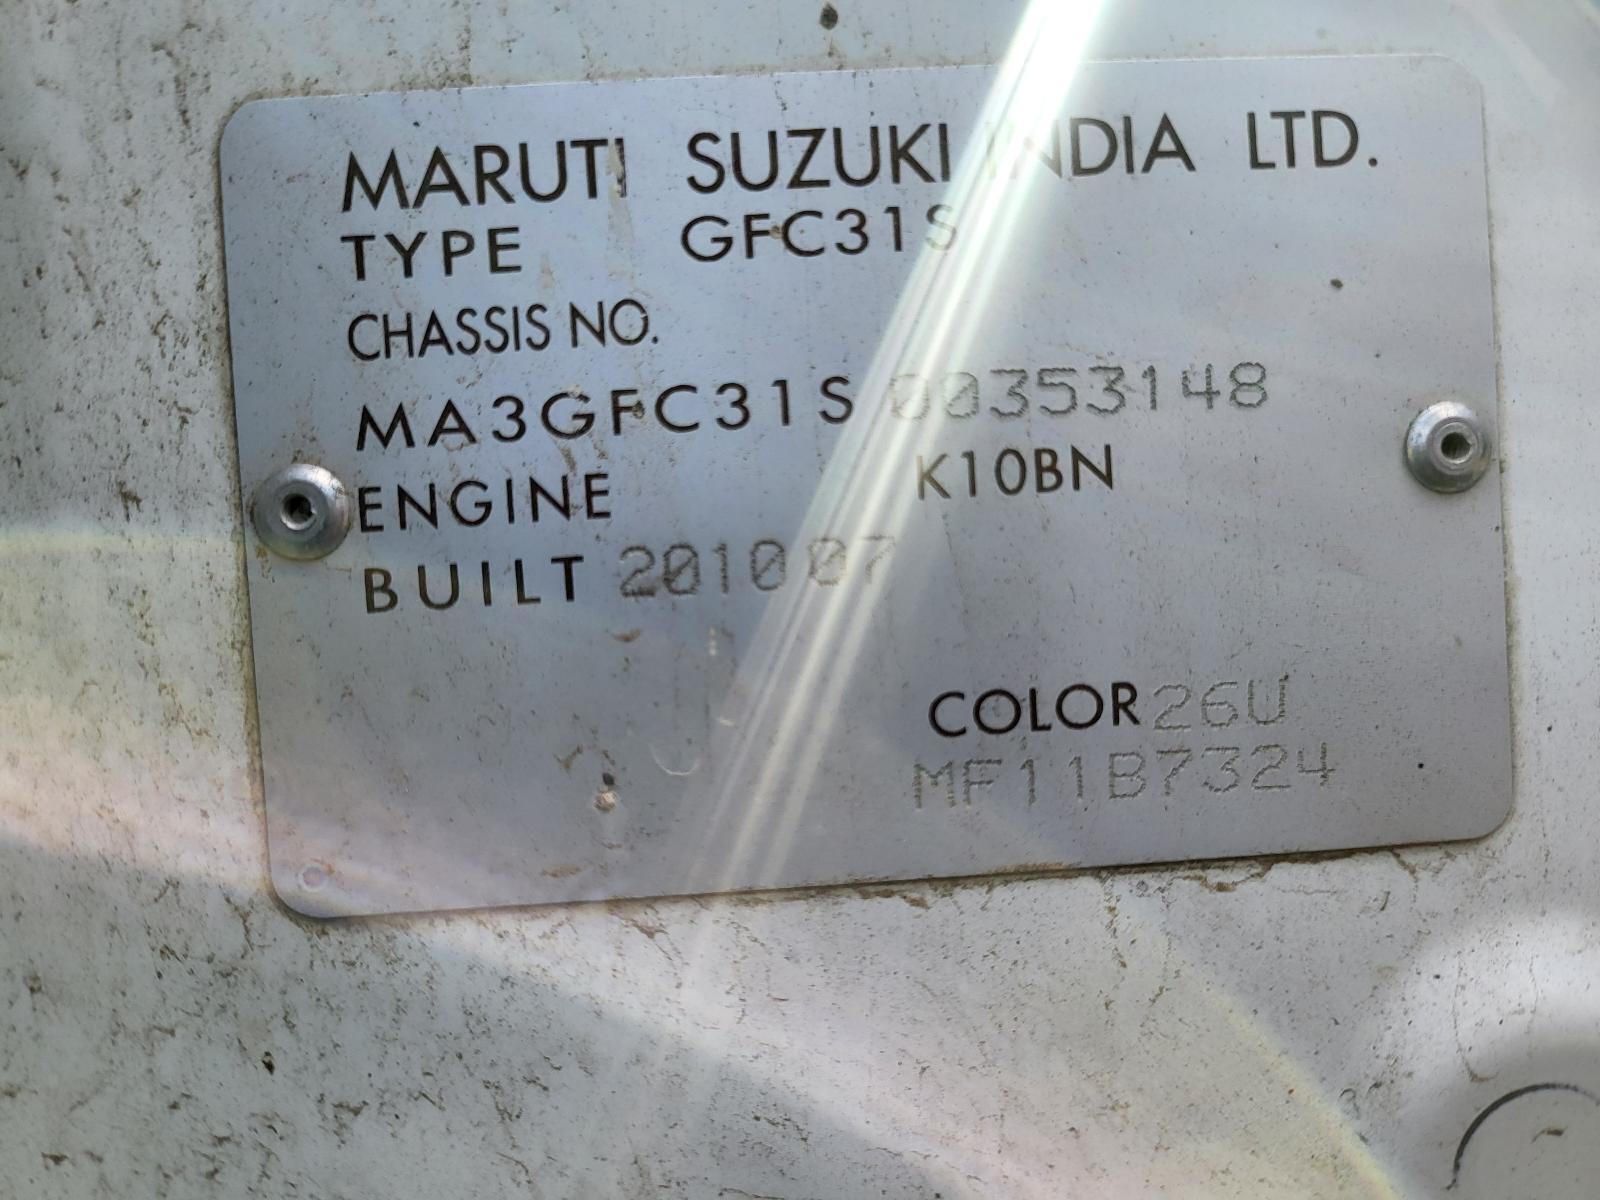 MARUTI SUZUKI INDIA LTD.
TYPE GFC31S
CHASSIS NO.
MA3GFC31S 00353148
ENGINE K10BN
BUILT 201007
COLOR 26U
MF11B7324